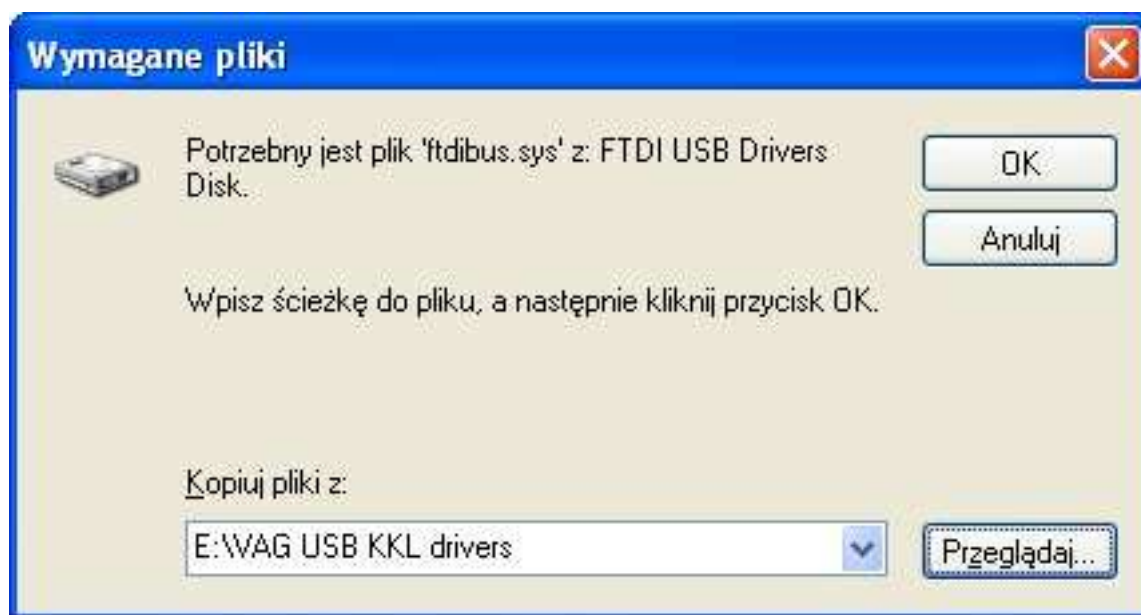 Wymagane pliki
Potrzebny jest plik 'ftdibus.sys' z: FTDI USB Drivers
Disk.
OK
Anuluj
Wpisz ścieżkę do pliku, a następnie kliknij przycisk OK.
Kopiuj pliki z:
E:\VAG USB KKL drivers
Przeglądaj...